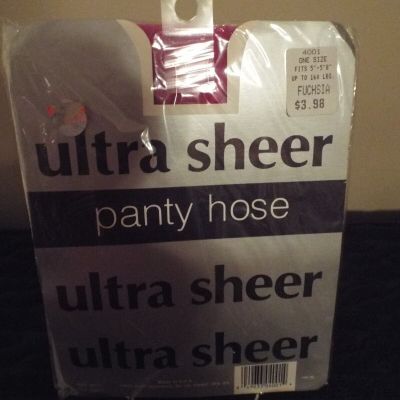 4001
ONE SIZE
FITS 5'-5'8"
UP TO 160 LBS.
FUCHSIA
$3.98
ultra sheer
panty hose
ultra sheer
ultra sheer